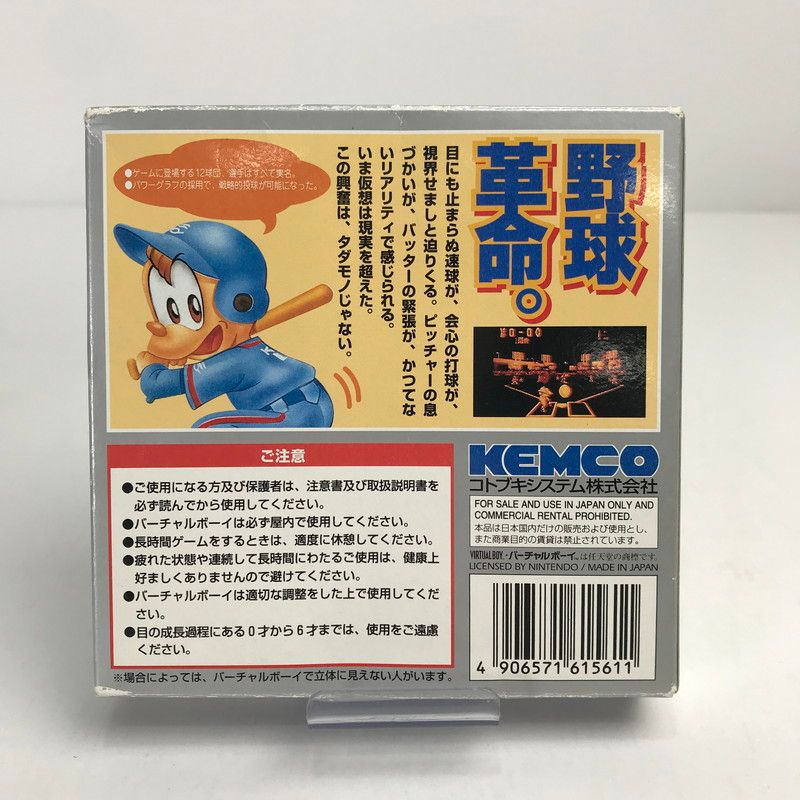 野球
革命。
目にも止まらぬ速球が、会心の打球が、
視界せましと迫りくる。ピッチャーの息
づかいが、バッターの緊張が、かつてな
いリアリティで感じられる。
いま仮想は現実を超えた。
この興奮は、タダモノじゃない。
●ゲームに登場する12球団、選手はすべて実名。
●パワーグラフの採用で、戦略的投球が可能になった。
ご注意
●ご使用になる方及び保護者は、注意書及び取扱説明書を
必ず読んでから使用してください。
●バーチャルボーイは必ず屋内で使用してください。
●長時間ゲームをするときは、適度に休憩してください。
●疲れた状態や連続して長時間にわたるご使用は、健康上
好ましくありませんので避けてください。
●バーチャルボーイは適切な調整をした上で使用してくだ
さい。
●目の成長過程にある0才から6才までは、使用をご遠慮
ください。
※場合によっては、バーチャルボーイで立体に見えない人がいます。
KEMCO
コトブキシステム株式会社
FOR SALE AND USE IN JAPAN ONLY AND
COMMERCIAL RENTAL PROHIBITED.
本品は日本国内だけの販売および使用とし、
また商業目的の賃貸は禁止されています。
VIRTUAL BOY・バーチャルボーイ®は任天堂の商標です。
LICENSED BY NINTENDO / MADE IN JAPAN
4 906571 615611